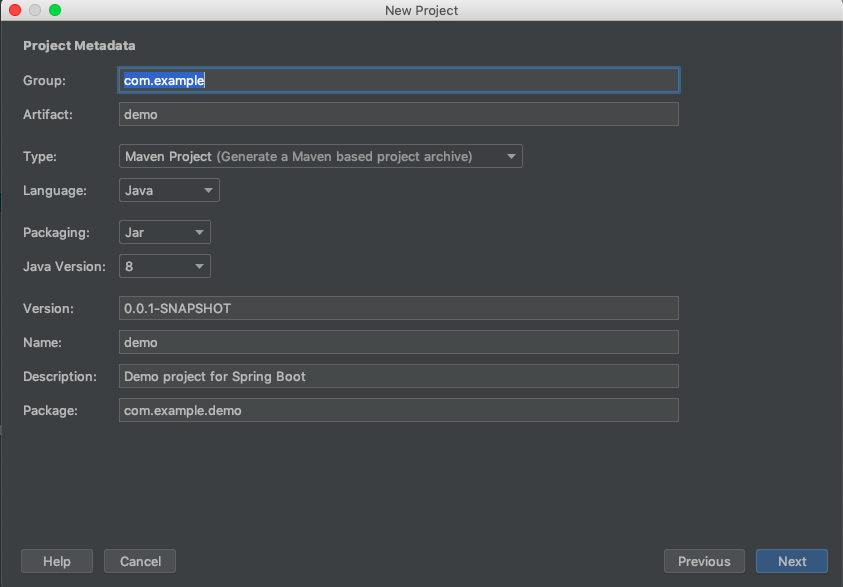 New Project
Project Metadata
Group: com.example
Artifact: demo
Type: Maven Project (Generate a Maven based project archive)
Language: Java
Packaging: Jar
Java Version: 8
Version: 0.0.1-SNAPSHOT
Name: demo
Description: Demo project for Spring Boot
Package: com.example.demo
Help Cancel Previous Next